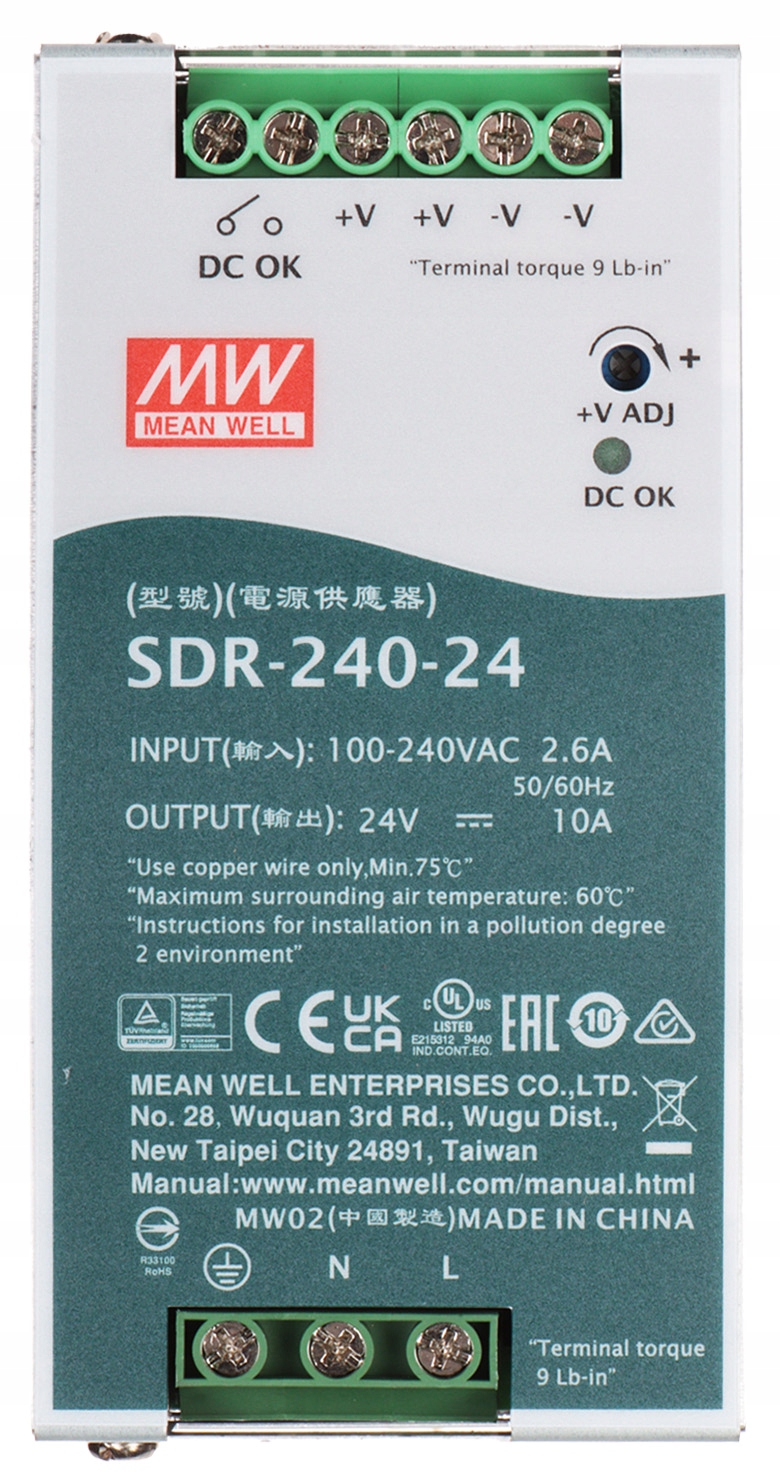 +V +V -V -V
DC OK
“Terminal torque 9 Lb-in”
MW
MEAN WELL
+
+V ADJ
DC OK
(型號)(電源供應器)
SDR-240-24
INPUT(輸入): 100-240VAC 2.6A
50/60Hz
OUTPUT(輸出): 24V 10A
“Use copper wire only,Min.75℃”
“Maximum surrounding air temperature: 60℃”
“Instructions for installation in a pollution degree
2 environment”
TÜVRheinland
ZERTIFIZIERT
CE
UK
CA
c UL US
LISTED
E215312 94A0
IND.CONT.EQ.
EAC
10
MEAN WELL ENTERPRISES CO.,LTD.
No. 28, Wuquan 3rd Rd., Wugu Dist.,
New Taipei City 24891, Taiwan
Manual:www.meanwell.com/manual.html
MW02(中國製造)MADE IN CHINA
R33100
RoHS
N L
“Terminal torque
9 Lb-in”